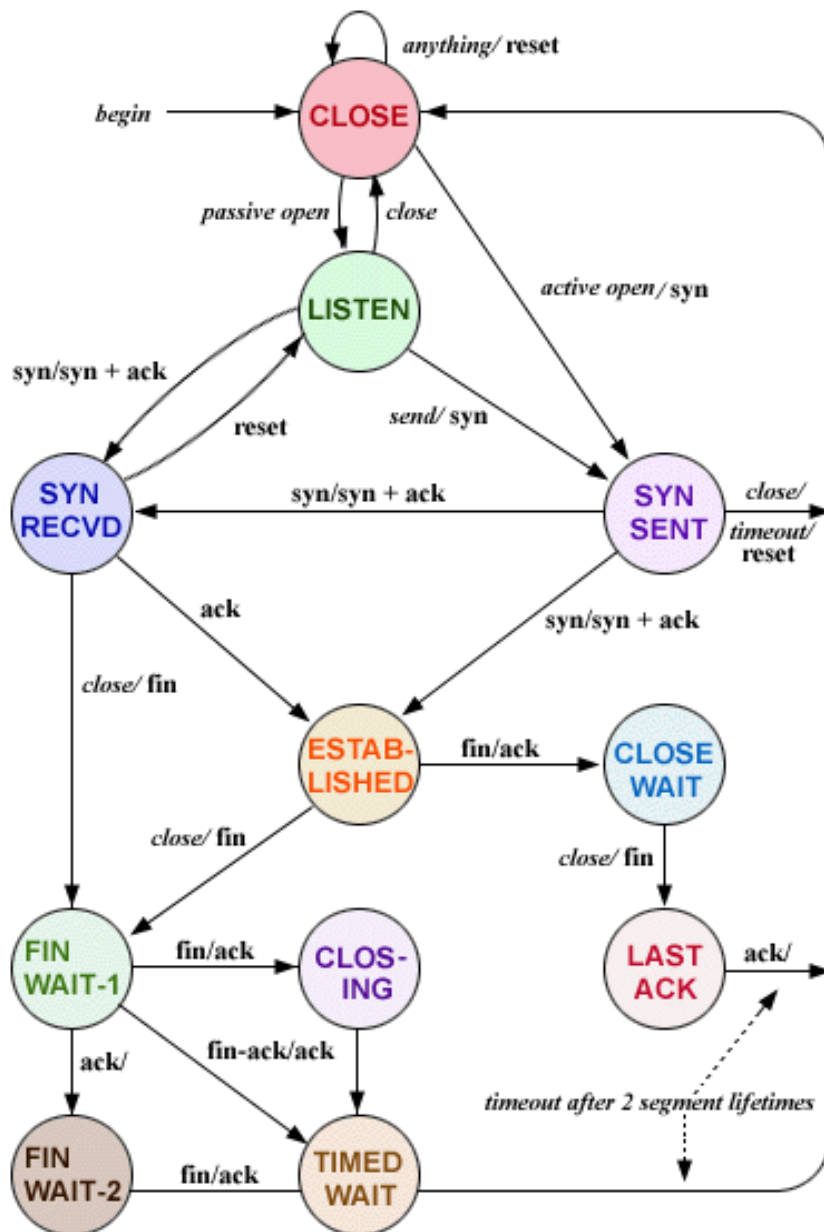 anything/ reset
begin
CLOSE
passive open
close
LISTEN
active open/ syn
syn/syn + ack
send/ syn
reset
SYN
RECVD
syn/syn + ack
SYN
SENT
close/
timeout/
reset
ack
syn/syn + ack
close/ fin
ESTAB-
LISHED
fin/ack
CLOSE
WAIT
close/ fin
close/ fin
FIN
WAIT-1
fin/ack
CLOS-
ING
LAST
ACK
ack/
ack/
fin-ack/ack
timeout after 2 segment lifetimes
FIN
WAIT-2
fin/ack
TIMED
WAIT